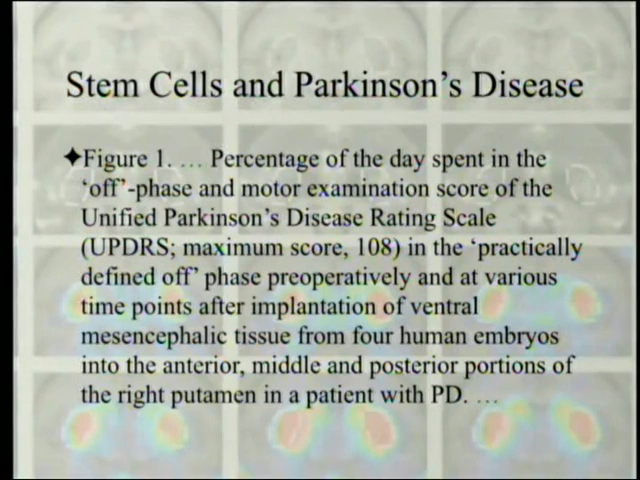 Stem Cells and Parkinson’s Disease
✦Figure 1. … Percentage of the day spent in the
‘off’-phase and motor examination score of the
Unified Parkinson’s Disease Rating Scale
(UPDRS; maximum score, 108) in the ‘practically
defined off’ phase preoperatively and at various
time points after implantation of ventral
mesencephalic tissue from four human embryos
into the anterior, middle and posterior portions of
the right putamen in a patient with PD. …